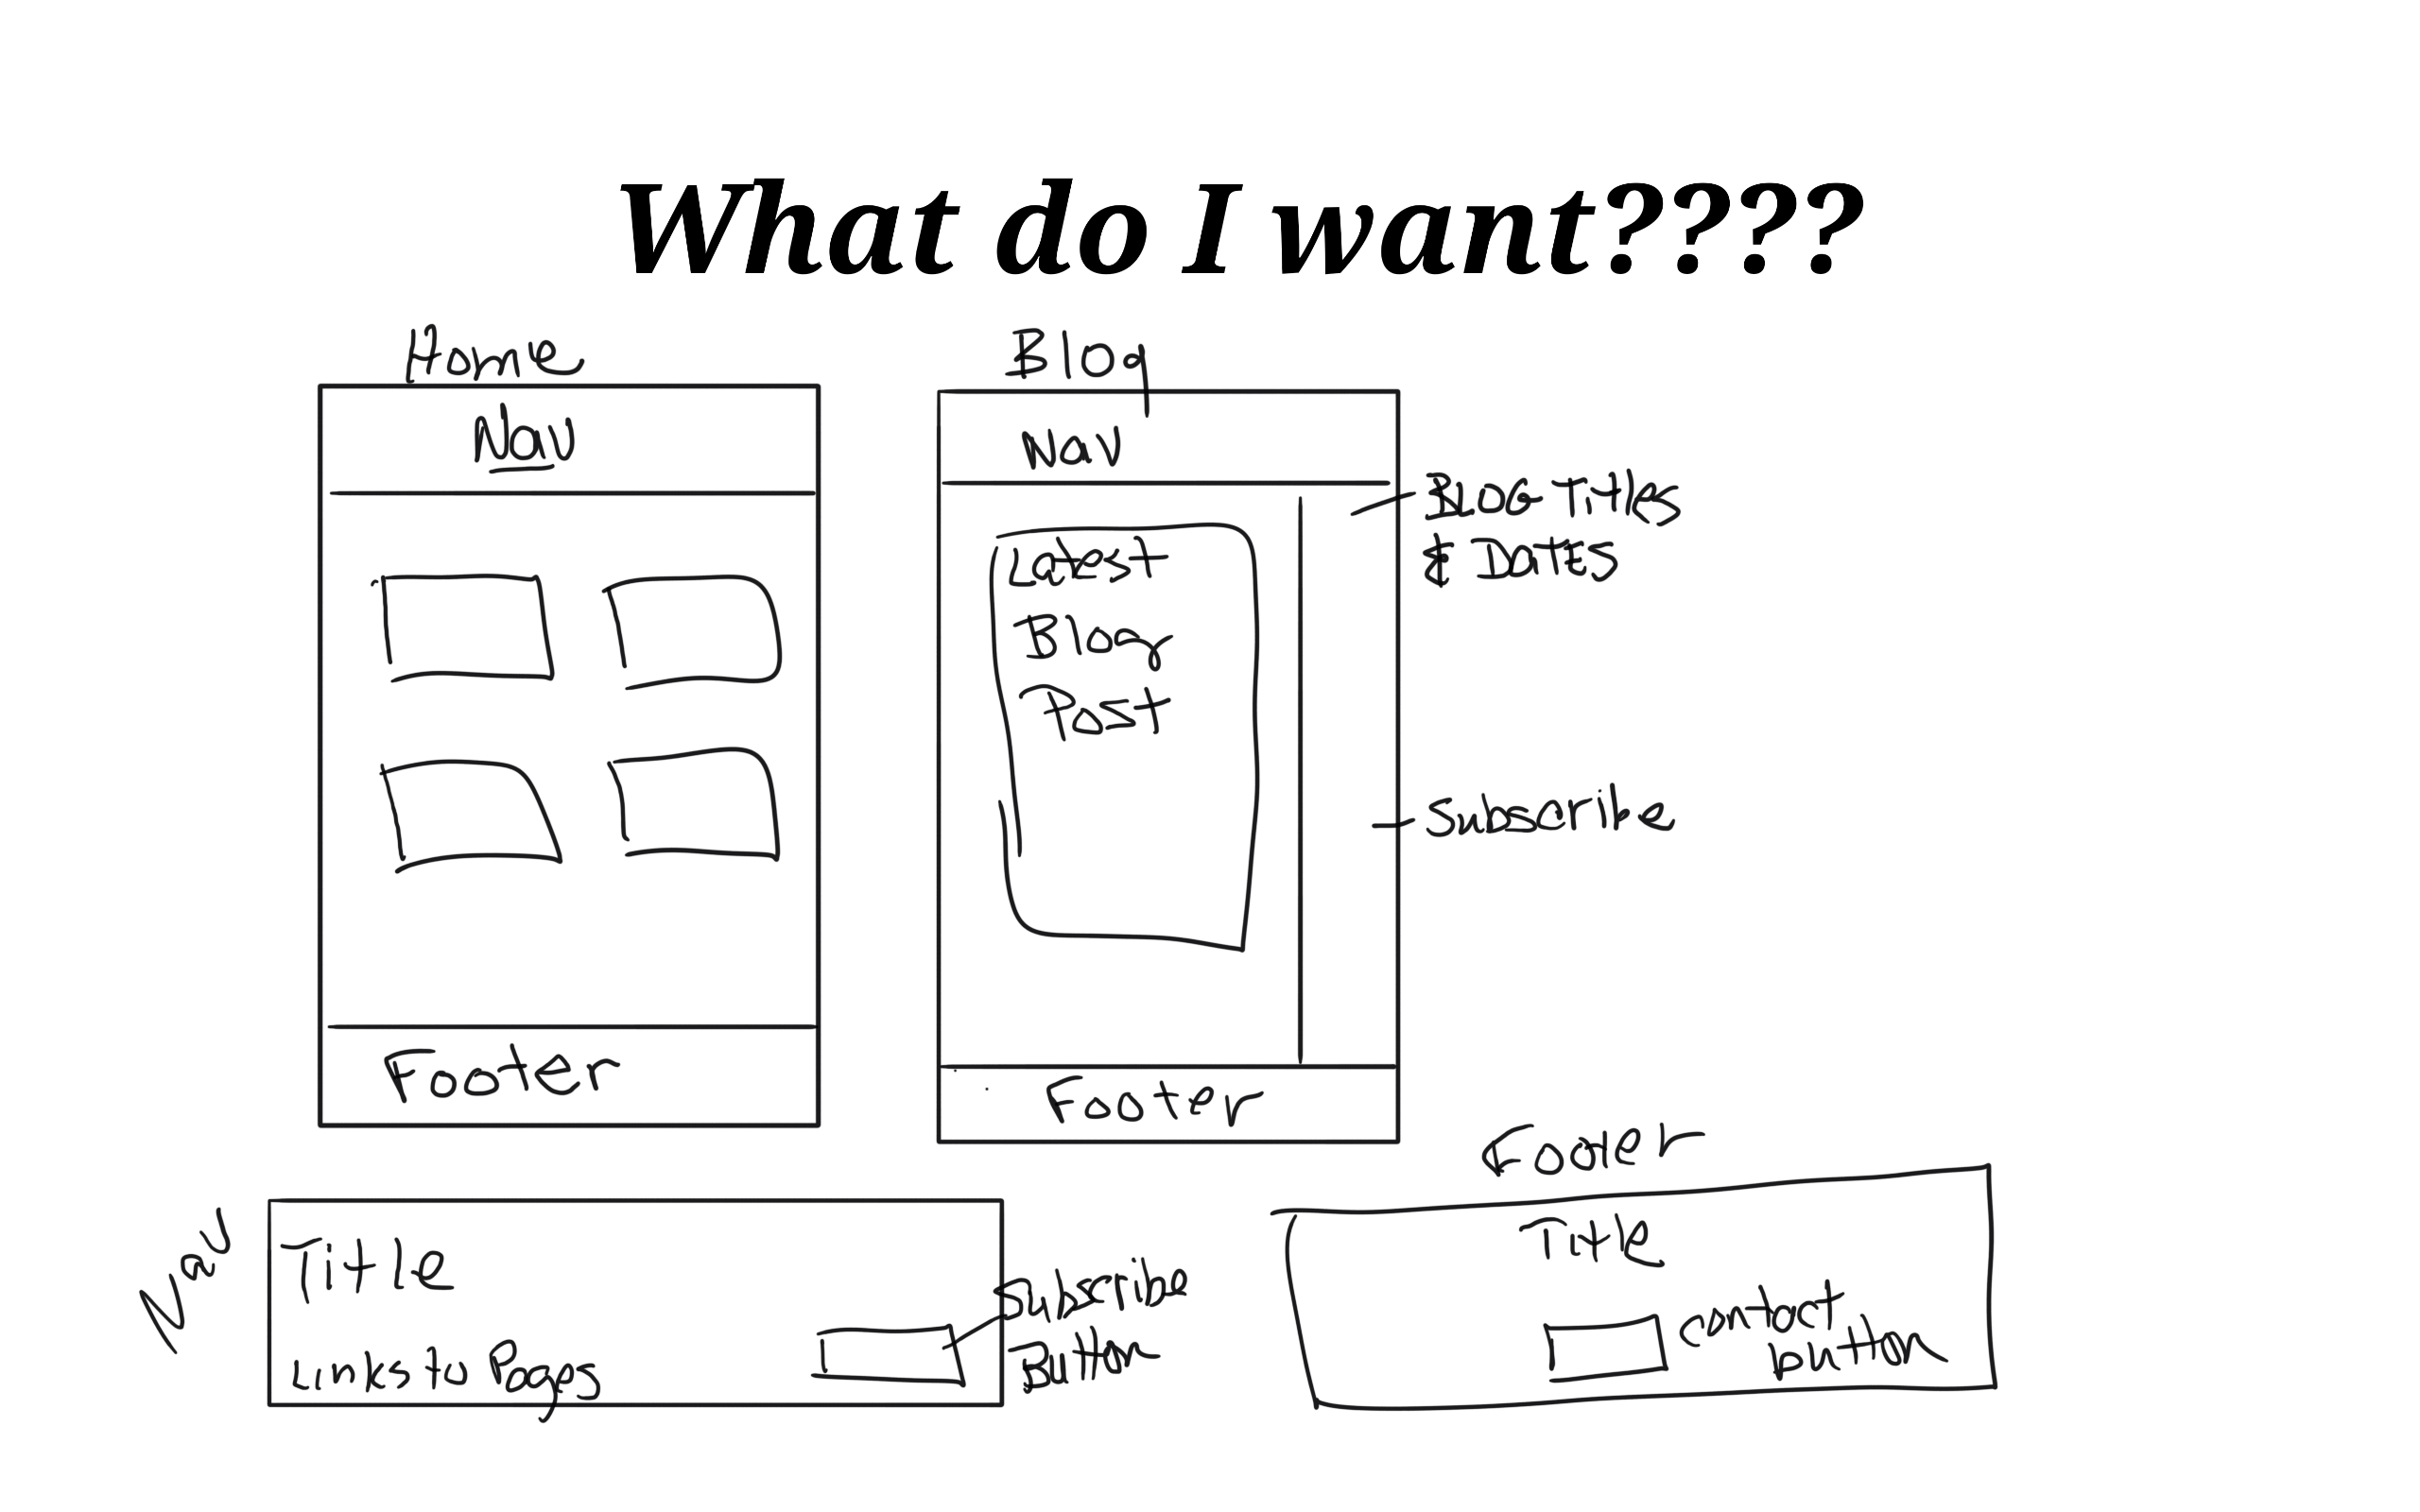 What do I want????
Home
Nav
Footer
Blog
Nav
Latest
Blog
Post
Footer
BLOG Titles
& Dates
Subscribe
Nav
Title
Links to Pages
Subscribe
Button
Footer
Title
contact
button